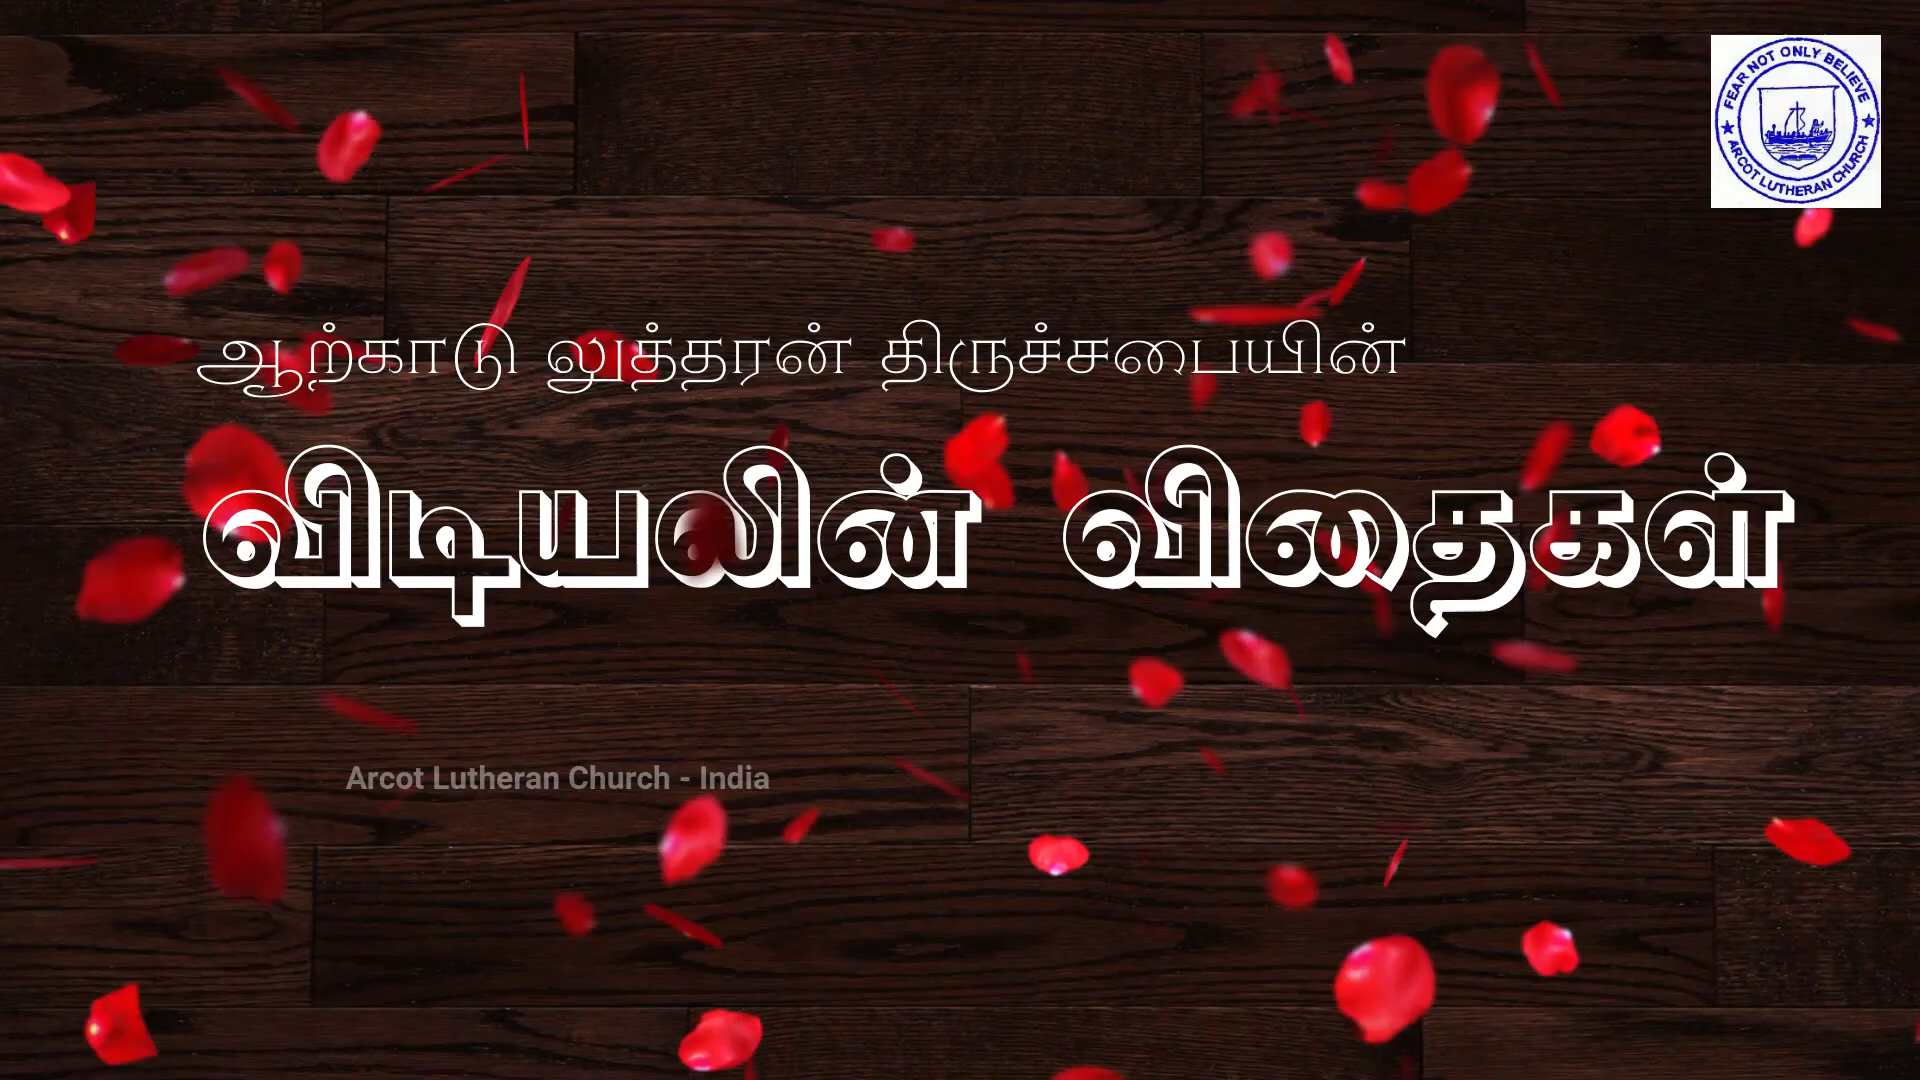 FEAR NOT ONLY BELIEVE
ARCOT LUTHERAN CHURCH
ஆற்காடு லுத்தரன் திருச்சபையின்
விடியலின் விதைகள்
Arcot Lutheran Church - India